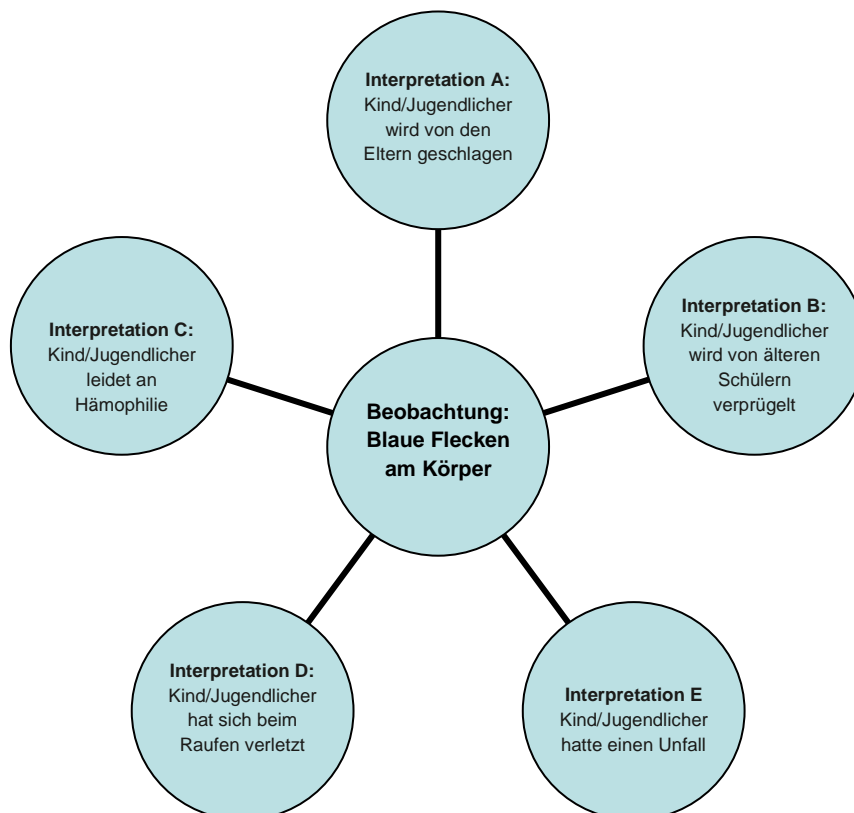 Interpretation A:
Kind/Jugendlicher
wird von den
Eltern geschlagen
Interpretation B:
Kind/Jugendlicher
wird von älteren
Schülern
verprügelt
Interpretation C:
Kind/Jugendlicher
leidet an
Hämophilie
Beobachtung:
Blaue Flecken
am Körper
Interpretation D:
Kind/Jugendlicher
hat sich beim
Raufen verletzt
Interpretation E
Kind/Jugendlicher
hatte einen Unfall